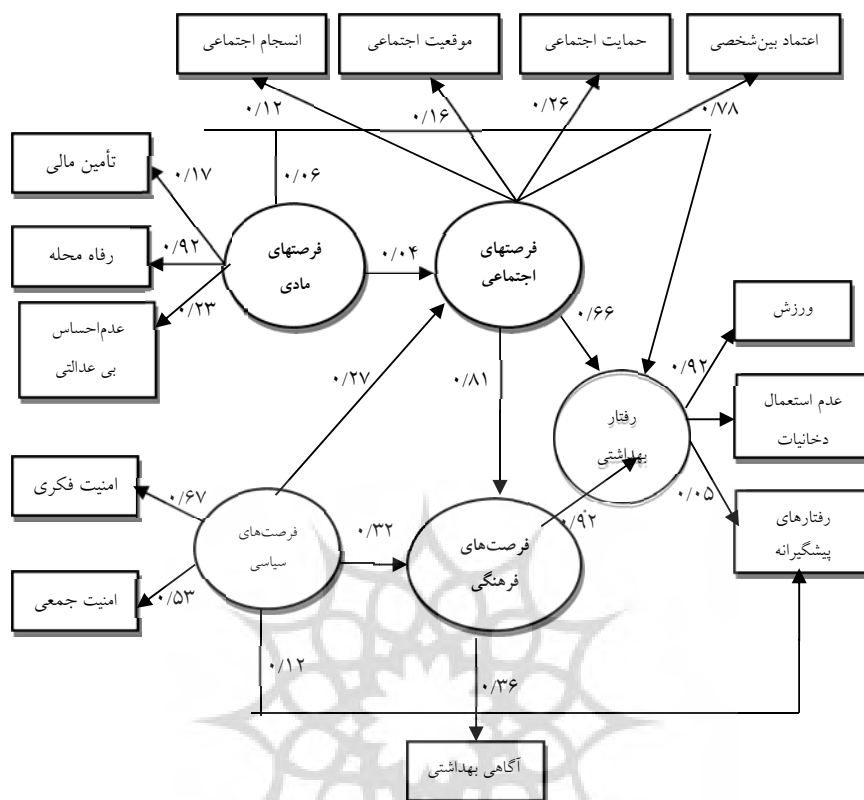 اعتماد بین‌شخصی
حمایت اجتماعی
موقعیت اجتماعی
انسجام اجتماعی
۰/۷۸
۰/۲۶
۰/۱۶
۰/۱۲
تأمین مالی
۰/۱۷
۰/۰۶
رفاه محله
۰/۹۲
فرصتهای
مادی
۰/۰۴
فرصتهای
اجتماعی
عدم‌احساس
بی عدالتی
۰/۲۳
۰/۶۶
ورزش
۰/۹۲
۰/۲۷
۰/۸۱
رفتار
بهداشتی
عدم استعمال
دخانیات
۰/۰۵
رفتارهای
پیشگیرانه
امنیت فکری
۰/۶۷
فرصت‌های
سیاسی
۰/۳۲
فرصت‌های
فرهنگی
۰/۹۲
امنیت جمعی
۰/۵۳
۰/۱۲
۰/۳۶
آگاهی بهداشتی